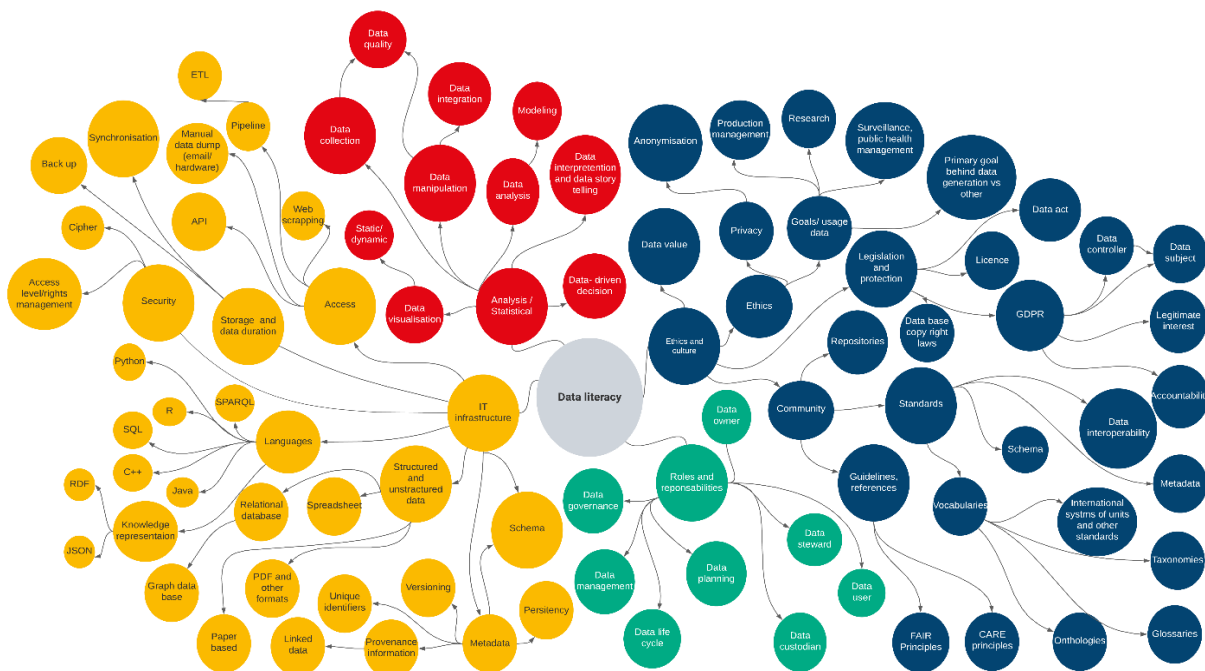 Data
quality
ETL
Data
integration
Modeling
Synchronisation
Manual
data dump
(email/
hardware)
Pipeline
Data
collection
Back up
Data
manipulation
Data
analysis
Data
interpretention
and data story
telling
API
Web
scrapping
Static/
dynamic
Cipher
Access
level/rights
management
Security
Storage and
data duration
Access
Data
visualisation
Analysis /
Statistical
Data- driven
decision
Anonymisation
Production
management
Research
Surveillance,
public health
management
Primary goal
behind data
generation vs
other
Data value
Privacy
Goals/ usage
data
Data act
Legislation
and
protection
Licence
Data
controller
Data
subject
Ethics
GDPR
Legitimate
interest
Data base
copy right
laws
Ethics and
culture
Repositories
Accountability
Data literacy
Python
R
SPARQL
SQL
Languages
IT
infrastructure
C++
Java
RDF
JSON
Knowledge
representaion
Relational
database
Spreadsheet
Structured
and
unstractured
data
Schema
Graph data
base
PDF and
other
formats
Unique
identifiers
Versioning
Persitency
Paper
based
Linked
data
Provenance
information
Metadata
Data
owner
Roles and
reponsabilities
Data
governance
Data
management
Data
planning
Data life
cycle
Data
steward
Data
user
Data
custodian
Community
Standards
Data
interoperability
Schema
Metadata
Guidelines,
references
Vocabularies
International
systms of units
and other
standards
Taxonomies
FAIR
Principles
CARE
principles
Onthologies
Glossaries